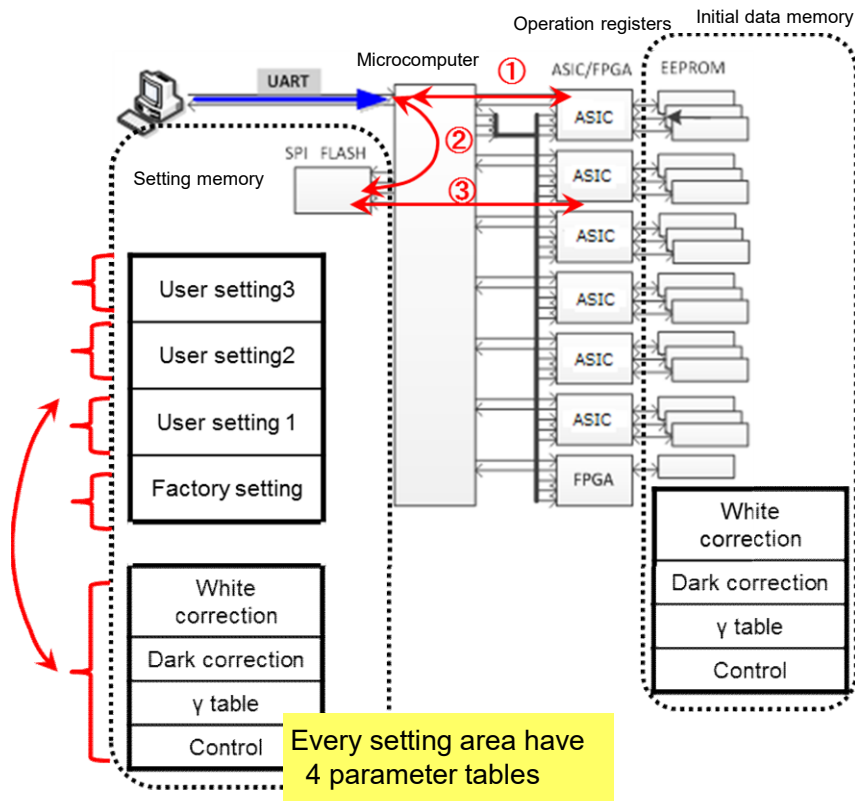 Operation registers
Initial data memory
Microcomputer
①
ASIC/FPGA
EEPROM
UART
ASIC
②
SPI FLASH
Setting memory
ASIC
③
ASIC
User setting3
ASIC
User setting2
ASIC
User setting 1
ASIC
Factory setting
FPGA
White
correction
Dark correction
γ table
Control
White
correction
Dark correction
γ table
Control
Every setting area have
4 parameter tables